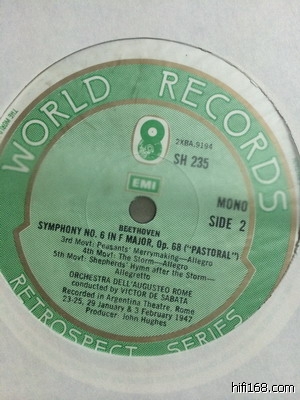 WORLD RECORDS
2XBA.9194
SH 235
EMI
MONO
SIDE 2
BEETHOVEN
SYMPHONY NO. 6 IN F MAJOR, Op. 68 ("PASTORAL")
3rd Movt: Peasants' Merrymaking—Allegro
4th Movt: The Storm—Allegro
5th Movt: Shepherds' Hymn after the Storm—
Allegretto
ORCHESTRA DELL'AUGUSTEO ROME
conducted by VICTOR DE SABATA
Recorded in Argentina Theatre, Rome
23-25, 29 January & 3 February 1947
Producer: John Hughes
RETROSPECT SERIES
hifi168.com